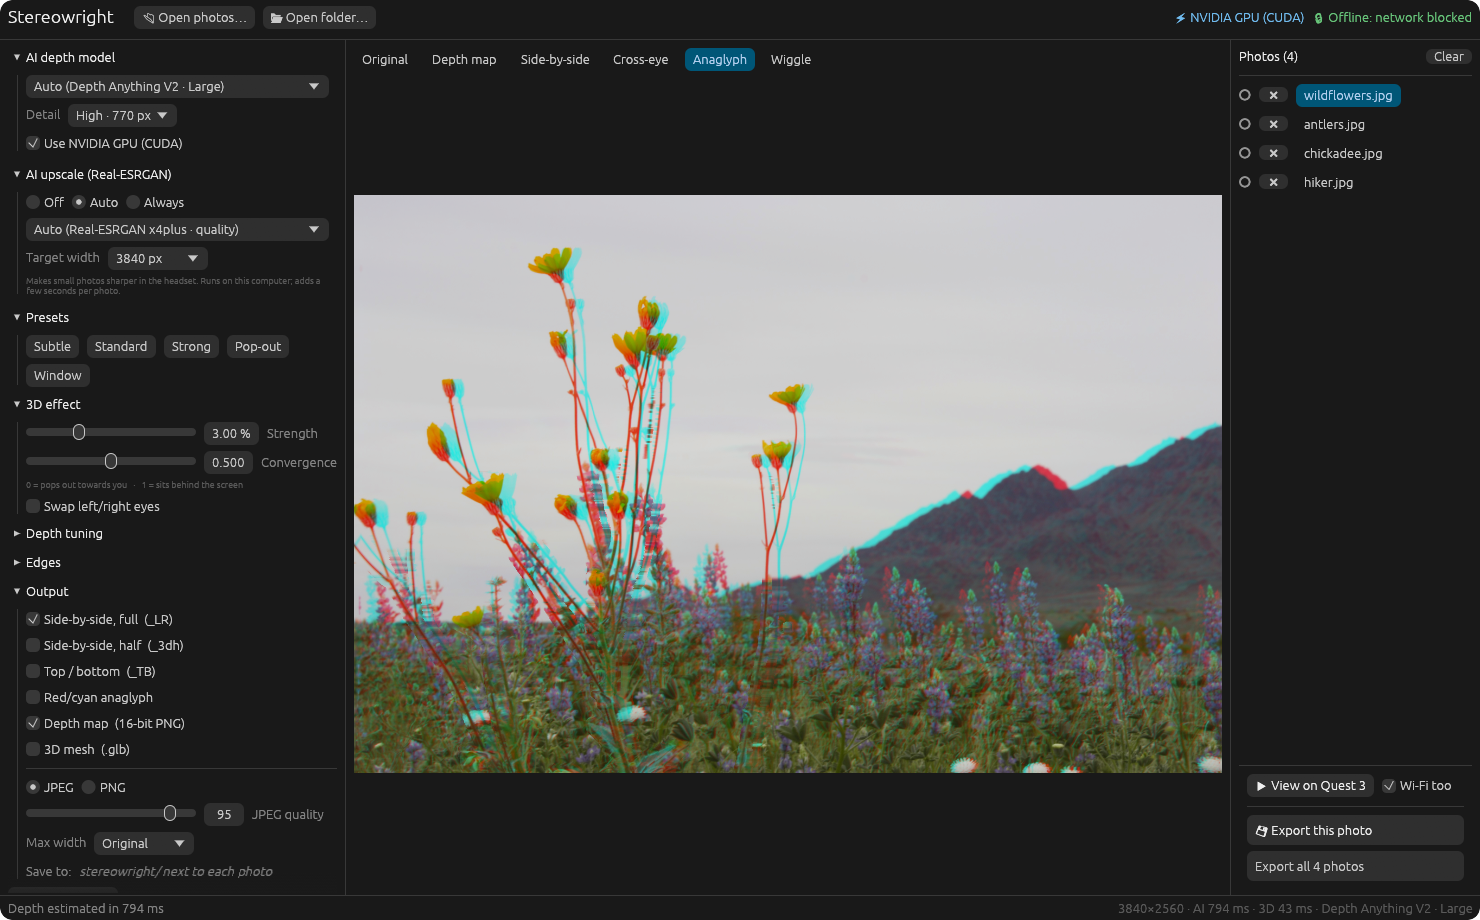 Stereowright
Open photos...
Open folder...
NVIDIA GPU (CUDA)
Offline: network blocked
AI depth model
Auto (Depth Anything V2 · Large)
Detail
High · 770 px
Use NVIDIA GPU (CUDA)
AI upscale (Real-ESRGAN)
Off
Auto
Always
Auto (Real-ESRGAN x4plus · quality)
Target width
3840 px
Makes small photos sharper in the headset. Runs on this computer; adds a
few seconds per photo.
Presets
Subtle
Standard
Strong
Pop-out
Window
3D effect
3.00 %
Strength
0.500
Convergence
0 = pops out towards you · 1 = sits behind the screen
Swap left/right eyes
Depth tuning
Edges
Output
Side-by-side, full (_LR)
Side-by-side, half (_3dh)
Top / bottom (_TB)
Red/cyan anaglyph
Depth map (16-bit PNG)
3D mesh (.glb)
JPEG
PNG
95
JPEG quality
Max width
Original
Save to: stereowright/ next to each photo
Original
Depth map
Side-by-side
Cross-eye
Anaglyph
Wiggle
Photos (4)
Clear
wildflowers.jpg
antlers.jpg
chickadee.jpg
hiker.jpg
View on Quest 3
Wi-Fi too
Export this photo
Export all 4 photos
Depth estimated in 794 ms
3840×2560 · AI 794 ms · 3D 43 ms · Depth Anything V2 · Large